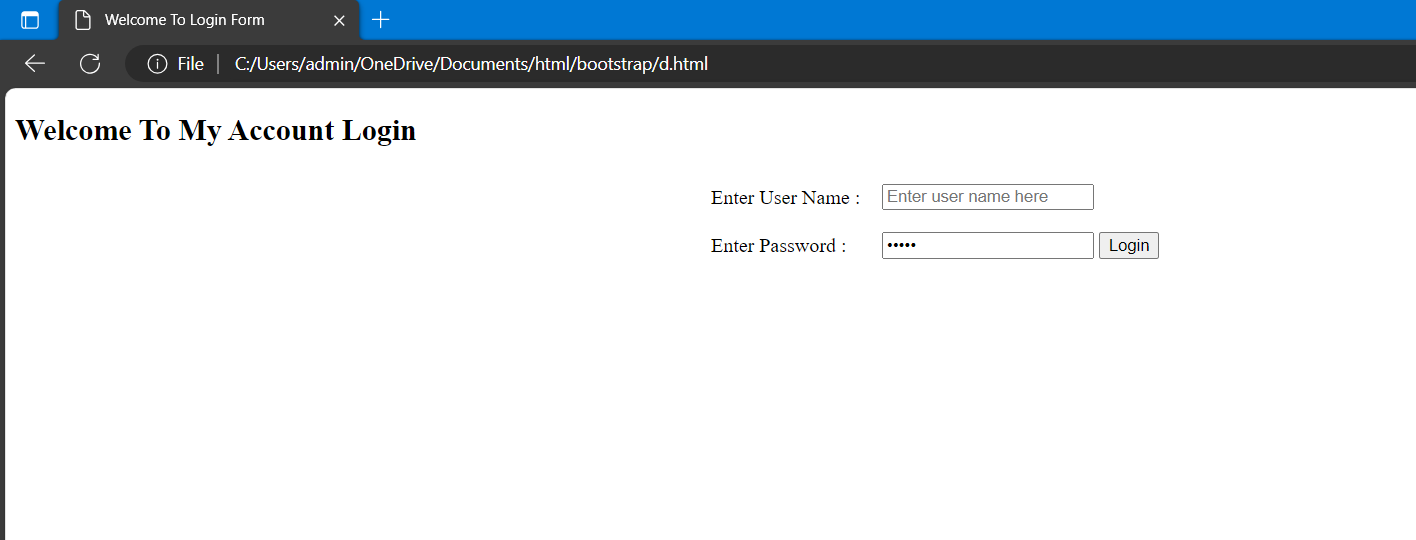 Welcome To Login Form
File C:/Users/admin/OneDrive/Documents/html/bootstrap/d.html
Welcome To My Account Login
Enter User Name : Enter user name here
Enter Password : ••••• Login